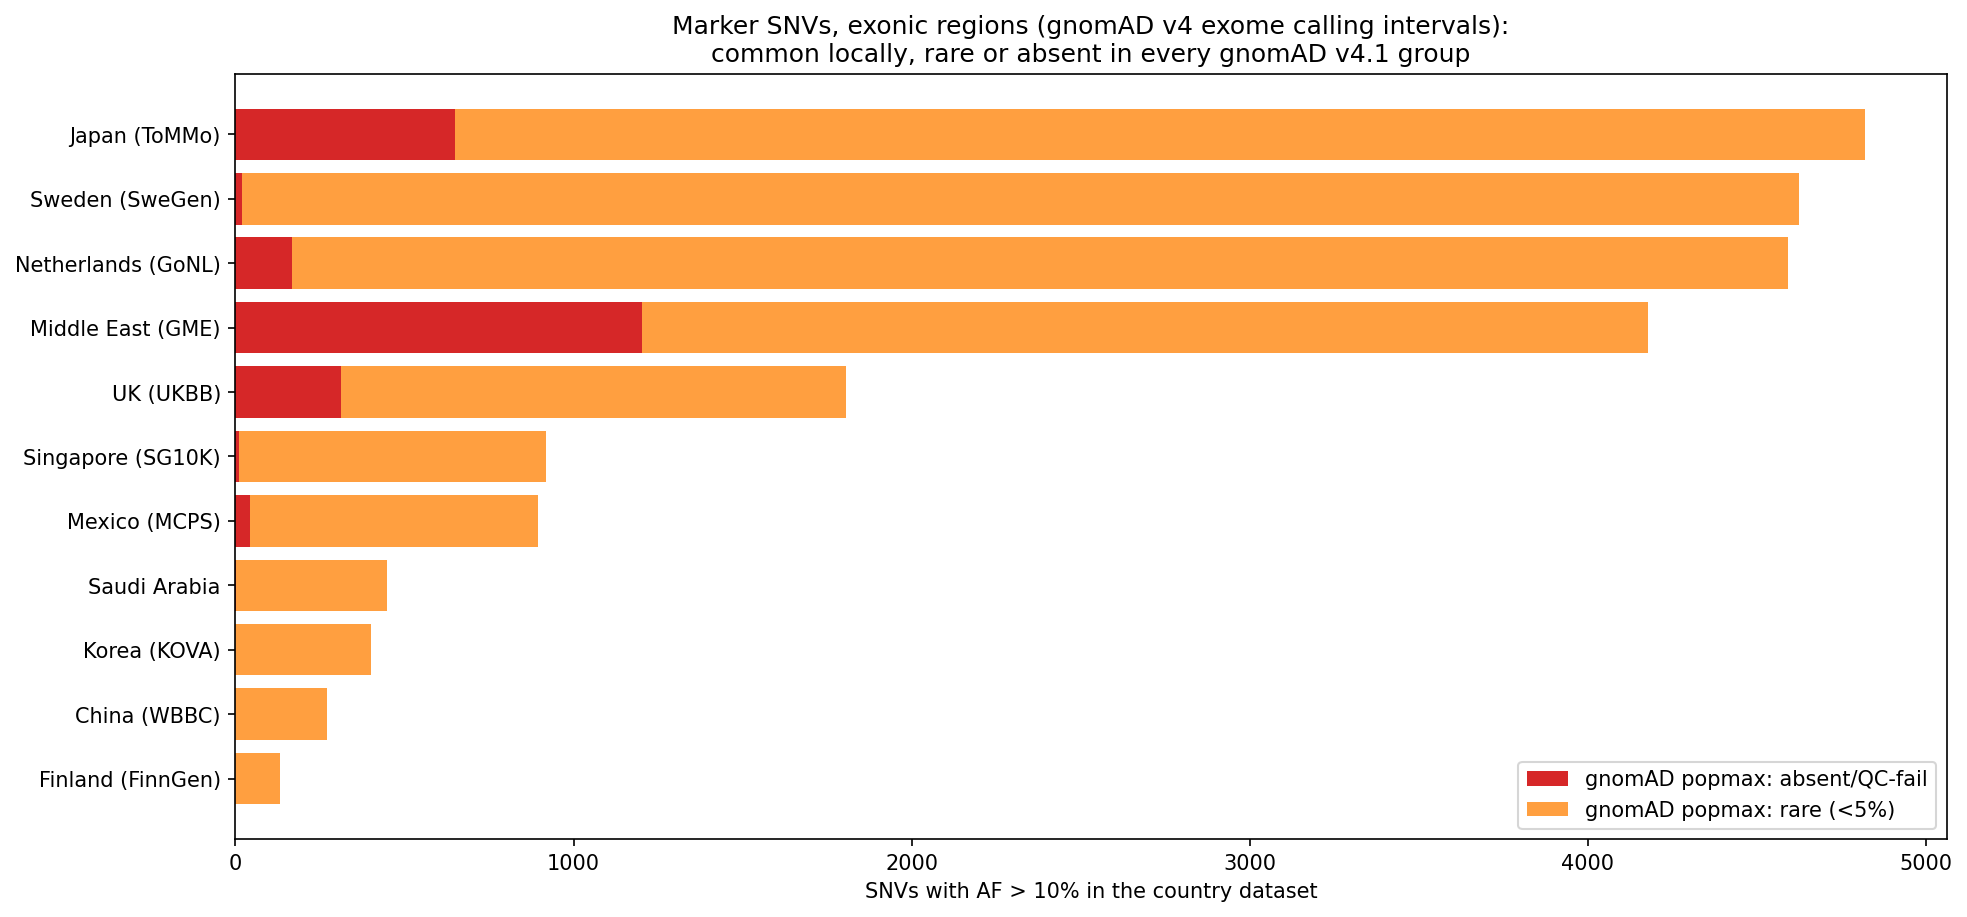 Marker SNVs, exonic regions (gnomAD v4 exome calling intervals):
common locally, rare or absent in every gnomAD v4.1 group
Japan (ToMMo)
Sweden (SweGen)
Netherlands (GoNL)
Middle East (GME)
UK (UKBB)
Singapore (SG10K)
Mexico (MCPS)
Saudi Arabia
Korea (KOVA)
China (WBBC)
Finland (FinnGen)
gnomAD popmax: absent/QC-fail
gnomAD popmax: rare (<5%)
0 1000 2000 3000 4000 5000
SNVs with AF > 10% in the country dataset